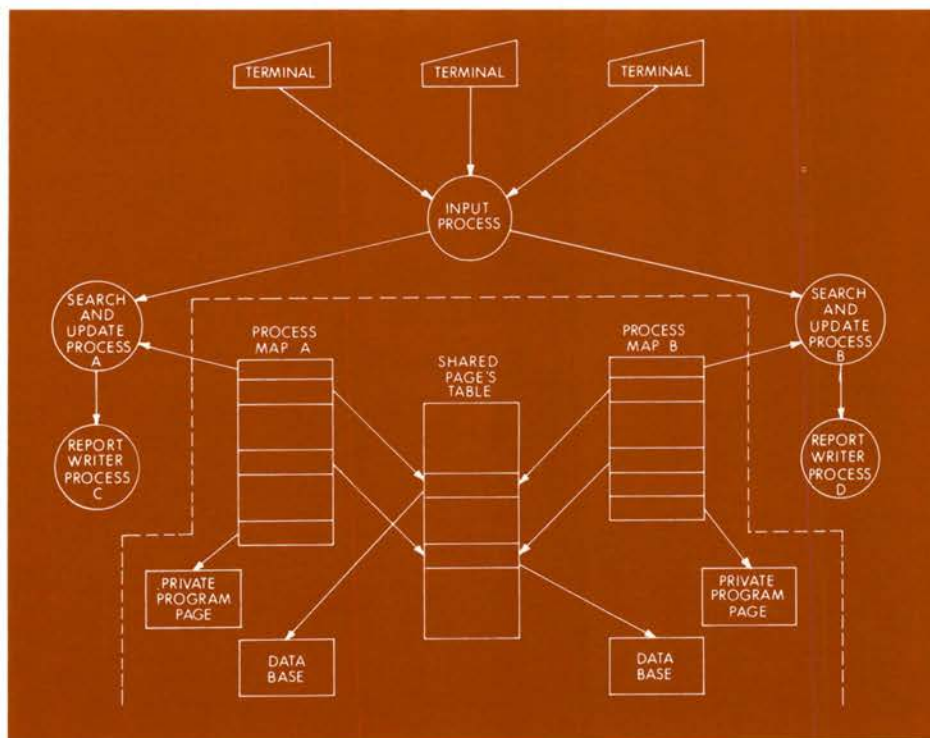 TERMINAL
TERMINAL
TERMINAL
INPUT
PROCESS
SEARCH
AND
UPDATE
PROCESS
A
PROCESS
MAP A
SHARED
PAGE'S
TABLE
PROCESS
MAP B
SEARCH
AND
UPDATE
PROCESS
B
REPORT
WRITER
PROCESS
C
REPORT
WRITER
PROCESS
D
PRIVATE
PROGRAM
PAGE
PRIVATE
PROGRAM
PAGE
DATA
BASE
DATA
BASE